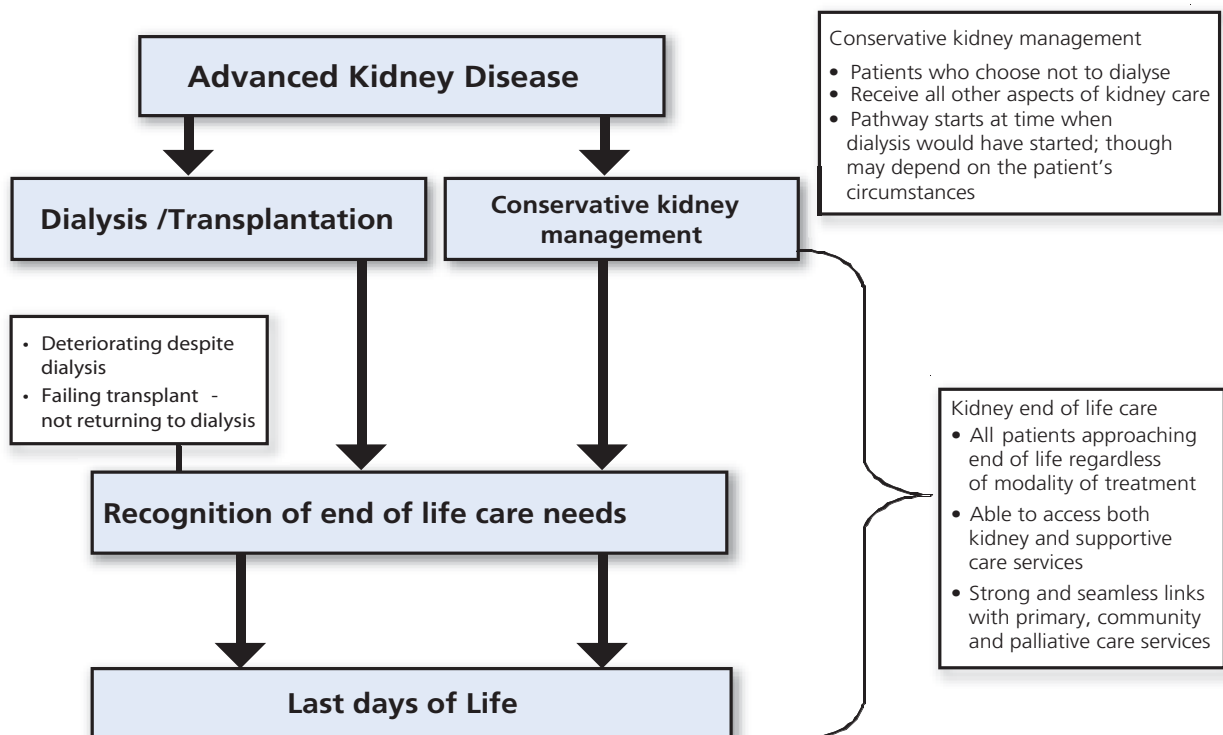 Advanced Kidney Disease
Conservative kidney management
• Patients who choose not to dialyse
• Receive all other aspects of kidney care
• Pathway starts at time when
dialysis would have started; though
may depend on the patient's
circumstances
Dialysis /Transplantation
Conservative kidney
management
• Deteriorating despite
dialysis
• Failing transplant -
not returning to dialysis
Recognition of end of life care needs
Kidney end of life care
• All patients approaching
end of life regardless
of modality of treatment
• Able to access both
kidney and supportive
care services
• Strong and seamless links
with primary, community
and palliative care services
Last days of Life